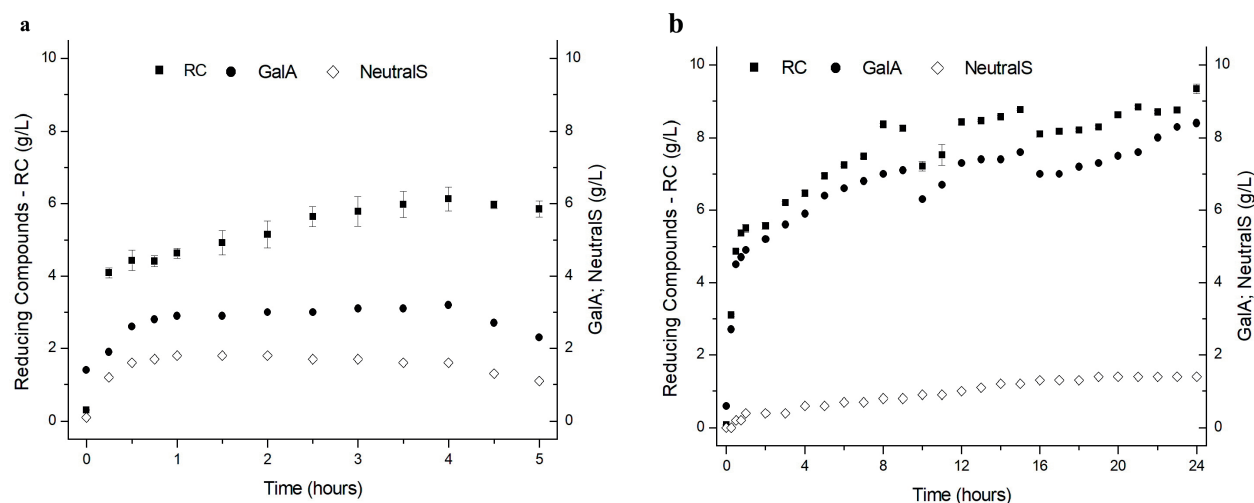 a
RC GalA NeutralS
Reducing Compounds - RC (g/L)
10
8
6
4
2
0
GalA; NeutralS (g/L)
10
8
6
4
2
0
0 1 2 3 4 5
Time (hours)
b
RC GalA NeutralS
Reducing Compounds - RC (g/L)
10
8
6
4
2
0
GalA; NeutralS (g/L)
10
8
6
4
2
0
0 4 8 12 16 20 24
Time (hours)